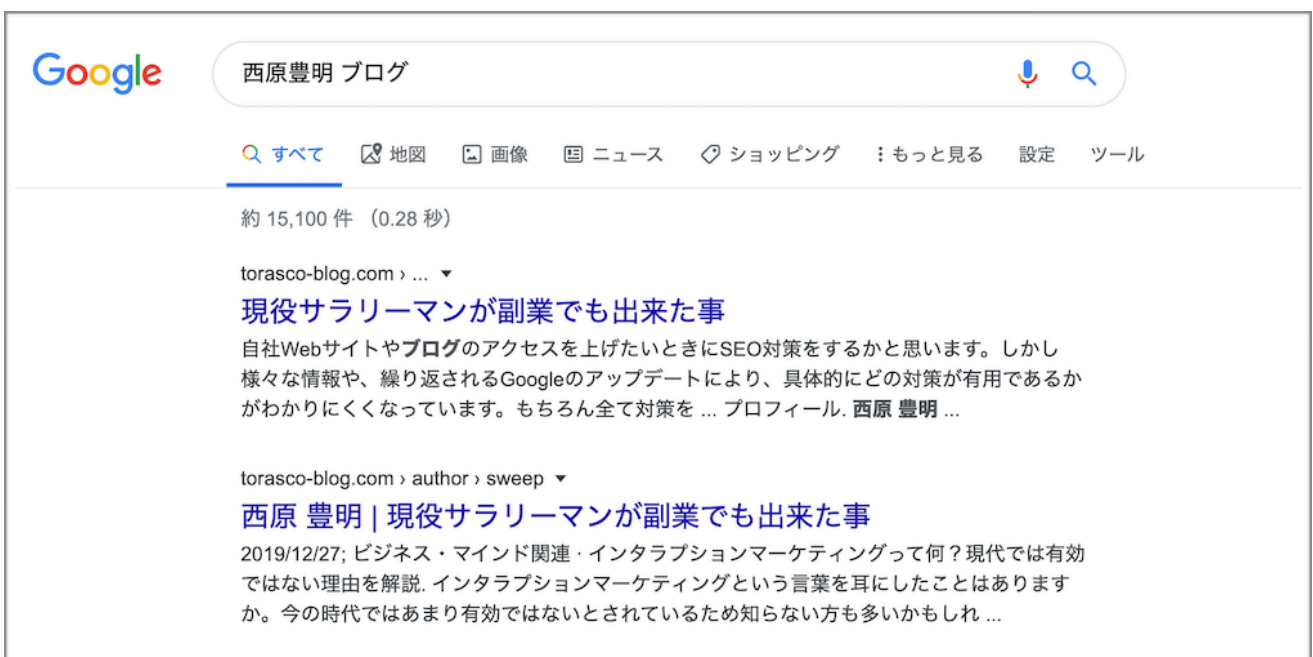 Google
西原豊明 ブログ
すべて 地図 画像 ニュース ショッピング もっと見る 設定 ツール
約 15,100 件 （0.28 秒）
torasco-blog.com › ...
現役サラリーマンが副業でも出来た事
自社Webサイトやブログのアクセスを上げたいときにSEO対策をするかと思います。しかし
様々な情報や、繰り返されるGoogleのアップデートにより、具体的にどの対策が有用であるか
がわかりにくくなっています。もちろん全て対策を ... プロフィール. 西原 豊明 ...
torasco-blog.com › author › sweep
西原 豊明 | 現役サラリーマンが副業でも出来た事
2019/12/27; ビジネス・マインド関連 · インタラプションマーケティングって何？現代では有効
ではない理由を解説. インタラプションマーケティングという言葉を耳にしたことはあります
か。今の時代ではあまり有効ではないとされているため知らない方も多いかもしれ ...